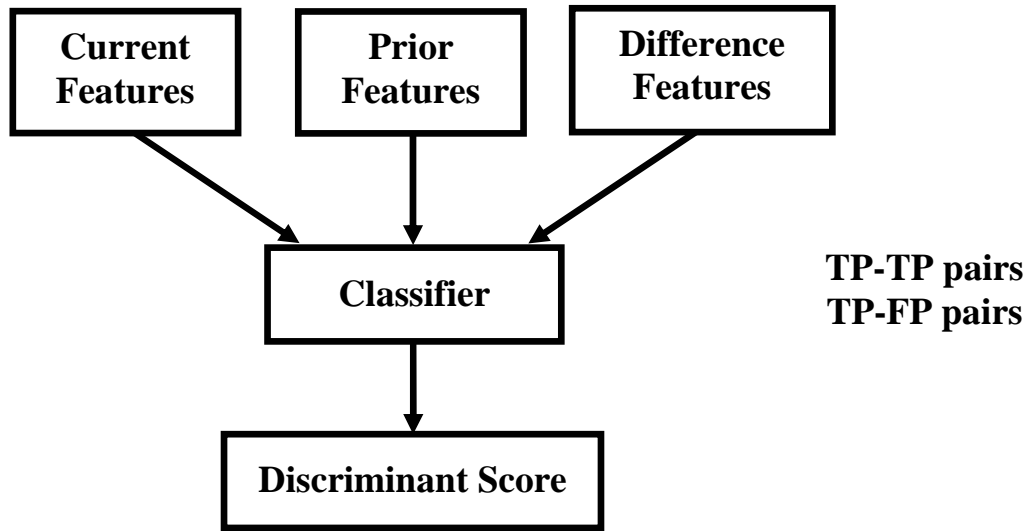 Current
Features
Prior
Features
Difference
Features
Classifier
TP-TP pairs
TP-FP pairs
Discriminant Score